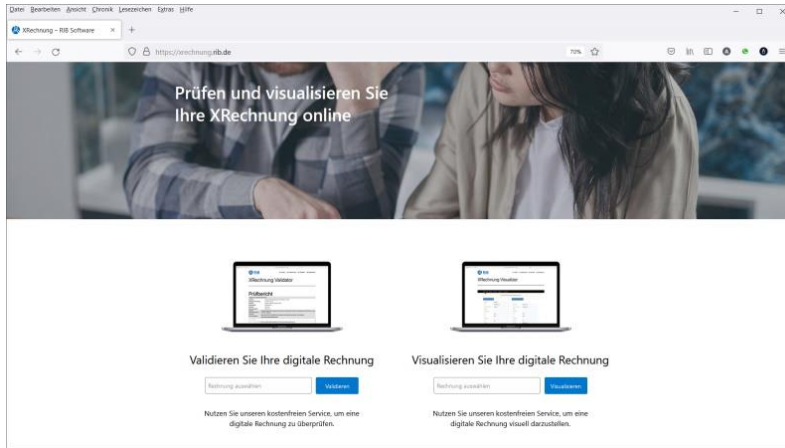 Datei Bearbeiten Ansicht Chronik Lesezeichen Extras Hilfe
XRechnung – RIB Software
https://xrechnung.rib.de
70%
Prüfen und visualisieren Sie
Ihre XRechnung online
RIB
XRechnung Validator
Prüfbericht
RIB
XRechnung Visualizer
Validieren Sie Ihre digitale Rechnung
Visualisieren Sie Ihre digitale Rechnung
Rechnung auswählen
Validieren
Rechnung auswählen
Visualisieren
Nutzen Sie unseren kostenfreien Service, um eine
digitale Rechnung zu überprüfen.
Nutzen Sie unseren kostenfreien Service, um eine
digitale Rechnung visuell darzustellen.